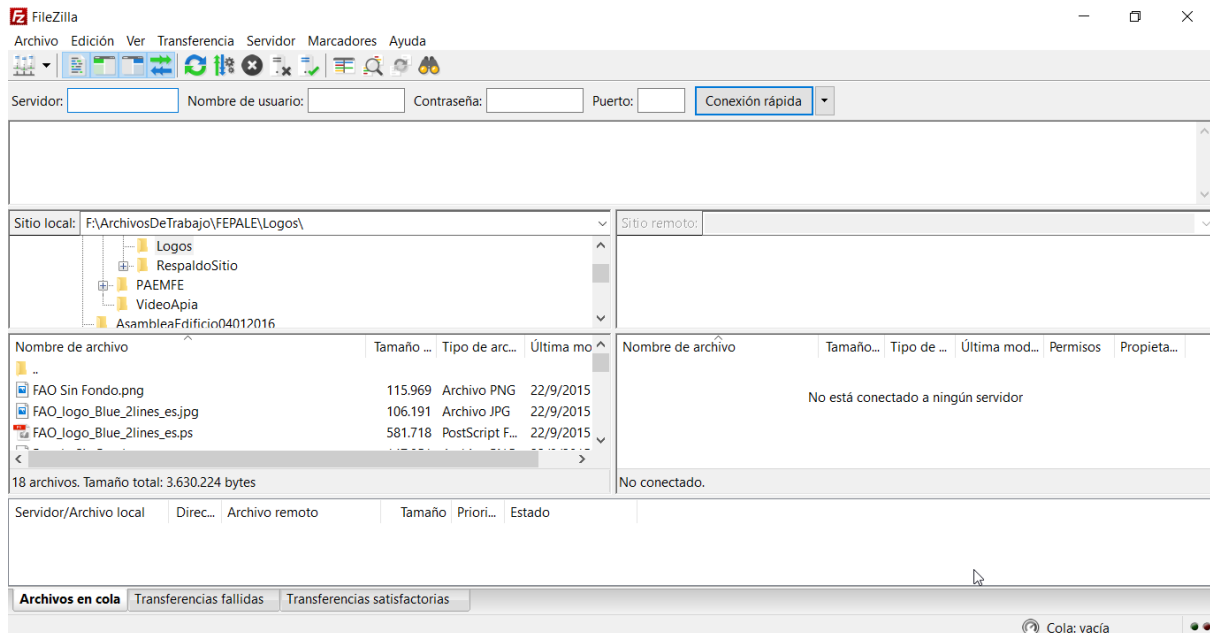 FileZilla
Archivo Edición Ver Transferencia Servidor Marcadores Ayuda
Servidor: Nombre de usuario: Contraseña: Puerto: Conexión rápida
Sitio local: F:\ArchivosDeTrabajo\FEPALE\Logos\
Logos
RespaldoSitio
PAEMFE
VideoApia
AsambleaEdificio04012016
Sitio remoto:
Nombre de archivo Tamaño ... Tipo de arc... Última mo
..
FAO Sin Fondo.png 115.969 Archivo PNG 22/9/2015
FAO_logo_Blue_2lines_es.jpg 106.191 Archivo JPG 22/9/2015
FAO_logo_Blue_2lines_es.ps 581.718 PostScript F... 22/9/2015
18 archivos. Tamaño total: 3.630.224 bytes
Nombre de archivo Tamaño... Tipo de ... Última mod... Permisos Propieta...
No está conectado a ningún servidor
No conectado.
Servidor/Archivo local Direc... Archivo remoto Tamaño Priori... Estado
Archivos en cola Transferencias fallidas Transferencias satisfactorias
Cola: vacía